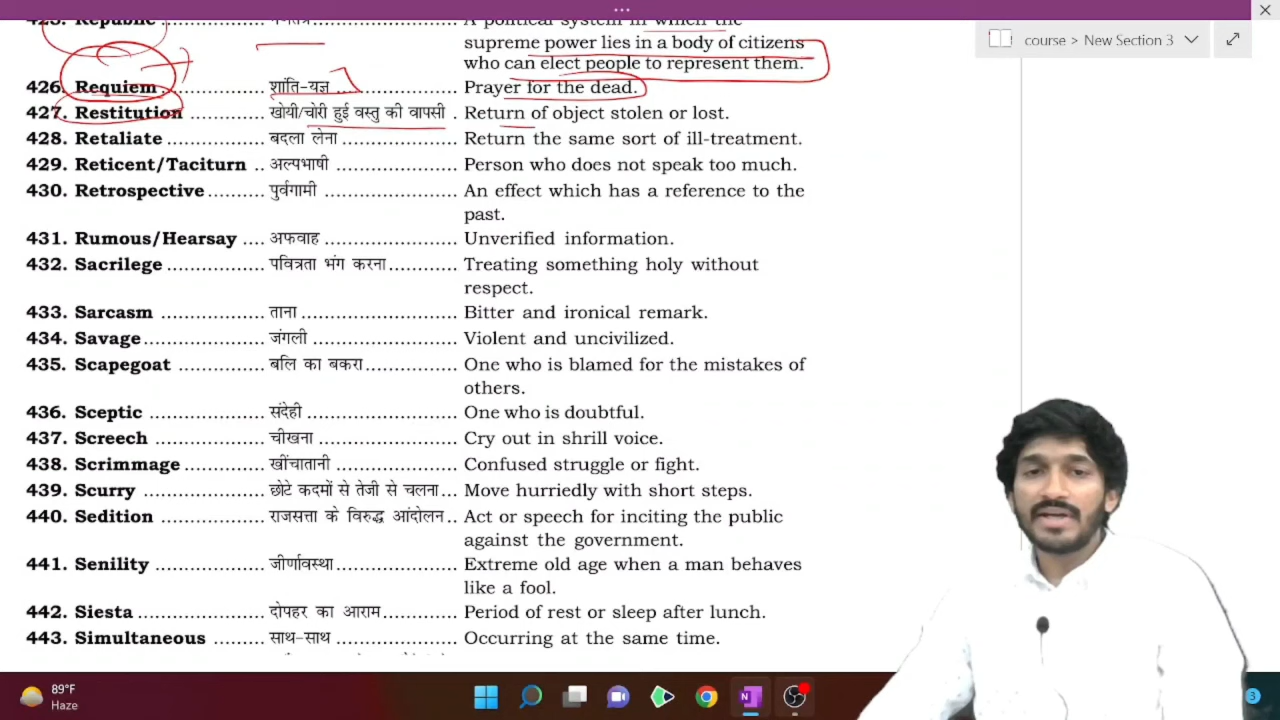 425. Republic ........................ गणतंत्र ........................ A political system in which the
supreme power lies in a body of citizens
who can elect people to represent them.
426. Requiem .................... शांति-यज्ञ .................... Prayer for the dead.
427. Restitution .............. खोयी/चोरी हुई वस्तु की वापसी . Return of object stolen or lost.
428. Retaliate .................. बदला लेना ...................... Return the same sort of ill-treatment.
429. Reticent/Taciturn .. अल्पभाषी ........................ Person who does not speak too much.
430. Retrospective ........... पुर्वगामी .......................... An effect which has a reference to the
past.
431. Rumous/Hearsay .... अफवाह ......................... Unverified information.
432. Sacrilege .................. पवित्रता भंग करना .............. Treating something holy without
respect.
433. Sarcasm ................... ताना .............................. Bitter and ironical remark.
434. Savage ...................... जंगली ............................ Violent and uncivilized.
435. Scapegoat ................ बलि का बकरा .................. One who is blamed for the mistakes of
others.
436. Sceptic ..................... संदेही ............................ One who is doubtful.
437. Screech .................... चीखना .......................... Cry out in shrill voice.
438. Scrimmage ............... खींचातानी ...................... Confused struggle or fight.
439. Scurry ...................... छोटे कदमों से तेजी से चलना ... Move hurriedly with short steps.
440. Sedition .................... राजसत्ता के विरुद्ध आंदोलन .. Act or speech for inciting the public
against the government.
441. Senility .................... जीर्णावस्था ....................... Extreme old age when a man behaves
like a fool.
442. Siesta ....................... दोपहर का आराम ............... Period of rest or sleep after lunch.
443. Simultaneous ......... साथ-साथ ....................... Occurring at the same time.
course > New Section 3
89°F
Haze
3